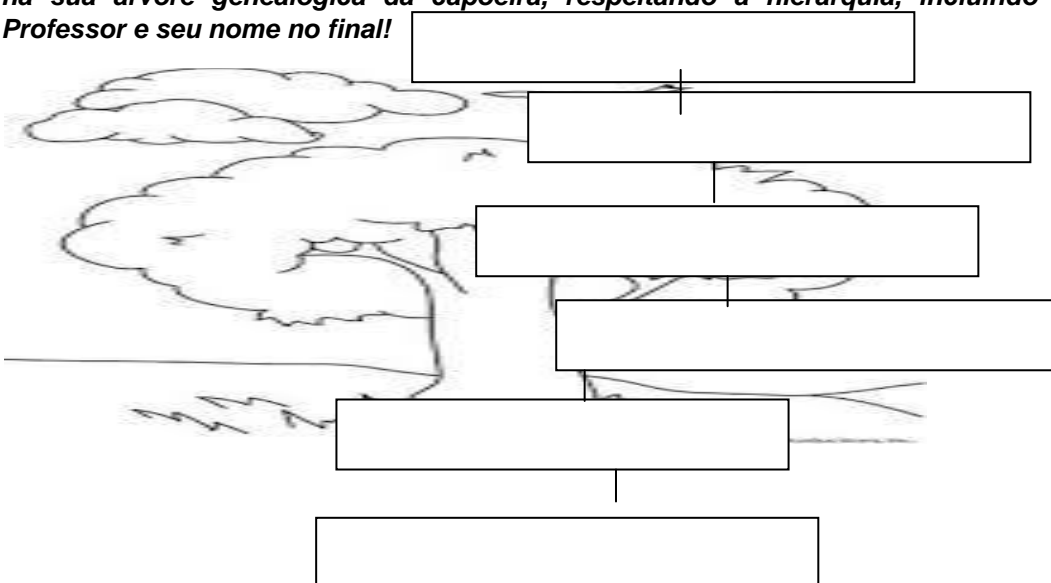 na sua árvore genealógica da capoeira, respeitando a hierarquia, incluindo
Professor e seu nome no final!